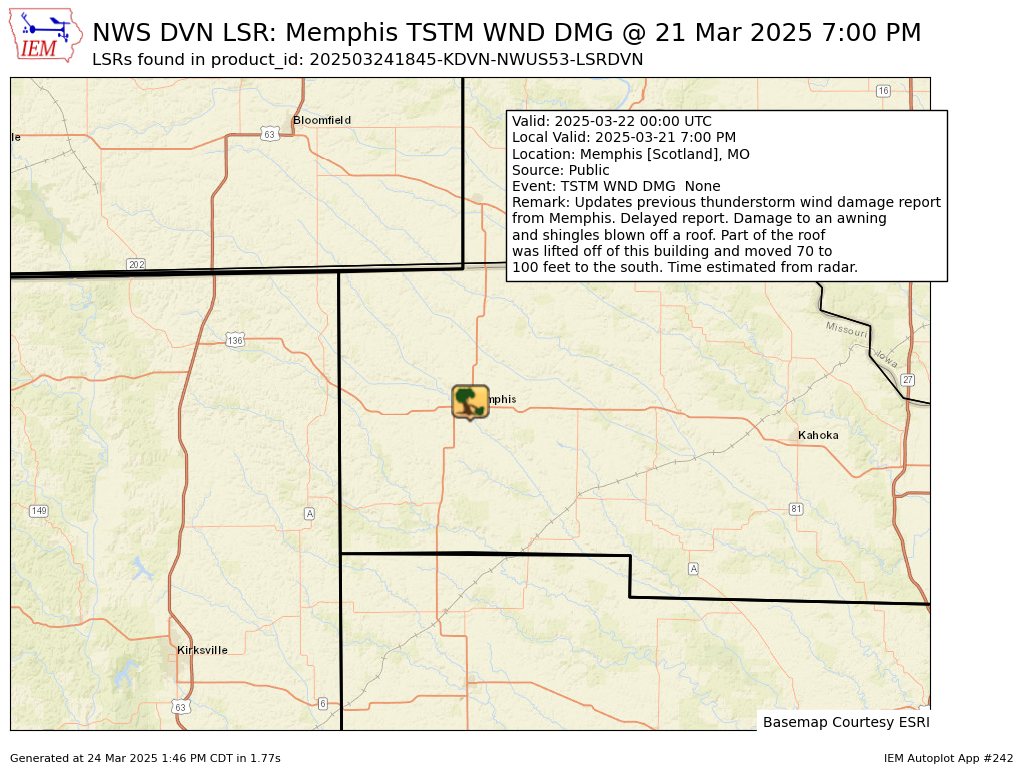 IEM
NWS DVN LSR: Memphis TSTM WND DMG @ 21 Mar 2025 7:00 PM
LSRs found in product_id: 202503241845-KDVN-NWUS53-LSRDVN
16
Valid: 2025-03-22 00:00 UTC
Local Valid: 2025-03-21 7:00 PM
Location: Memphis [Scotland], MO
Source: Public
Event: TSTM WND DMG  None
Remark: Updates previous thunderstorm wind damage report
from Memphis. Delayed report. Damage to an awning
and shingles blown off a roof. Part of the roof
was lifted off of this building and moved 70 to
100 feet to the south. Time estimated from radar.
Bloomfield
63
le
202
Missouri
Iowa
136
27
mphis
Kahoka
149
A
81
A
Kirksville
63
6
Basemap Courtesy ESRI
Generated at 24 Mar 2025 1:46 PM CDT in 1.77s
IEM Autoplot App #242